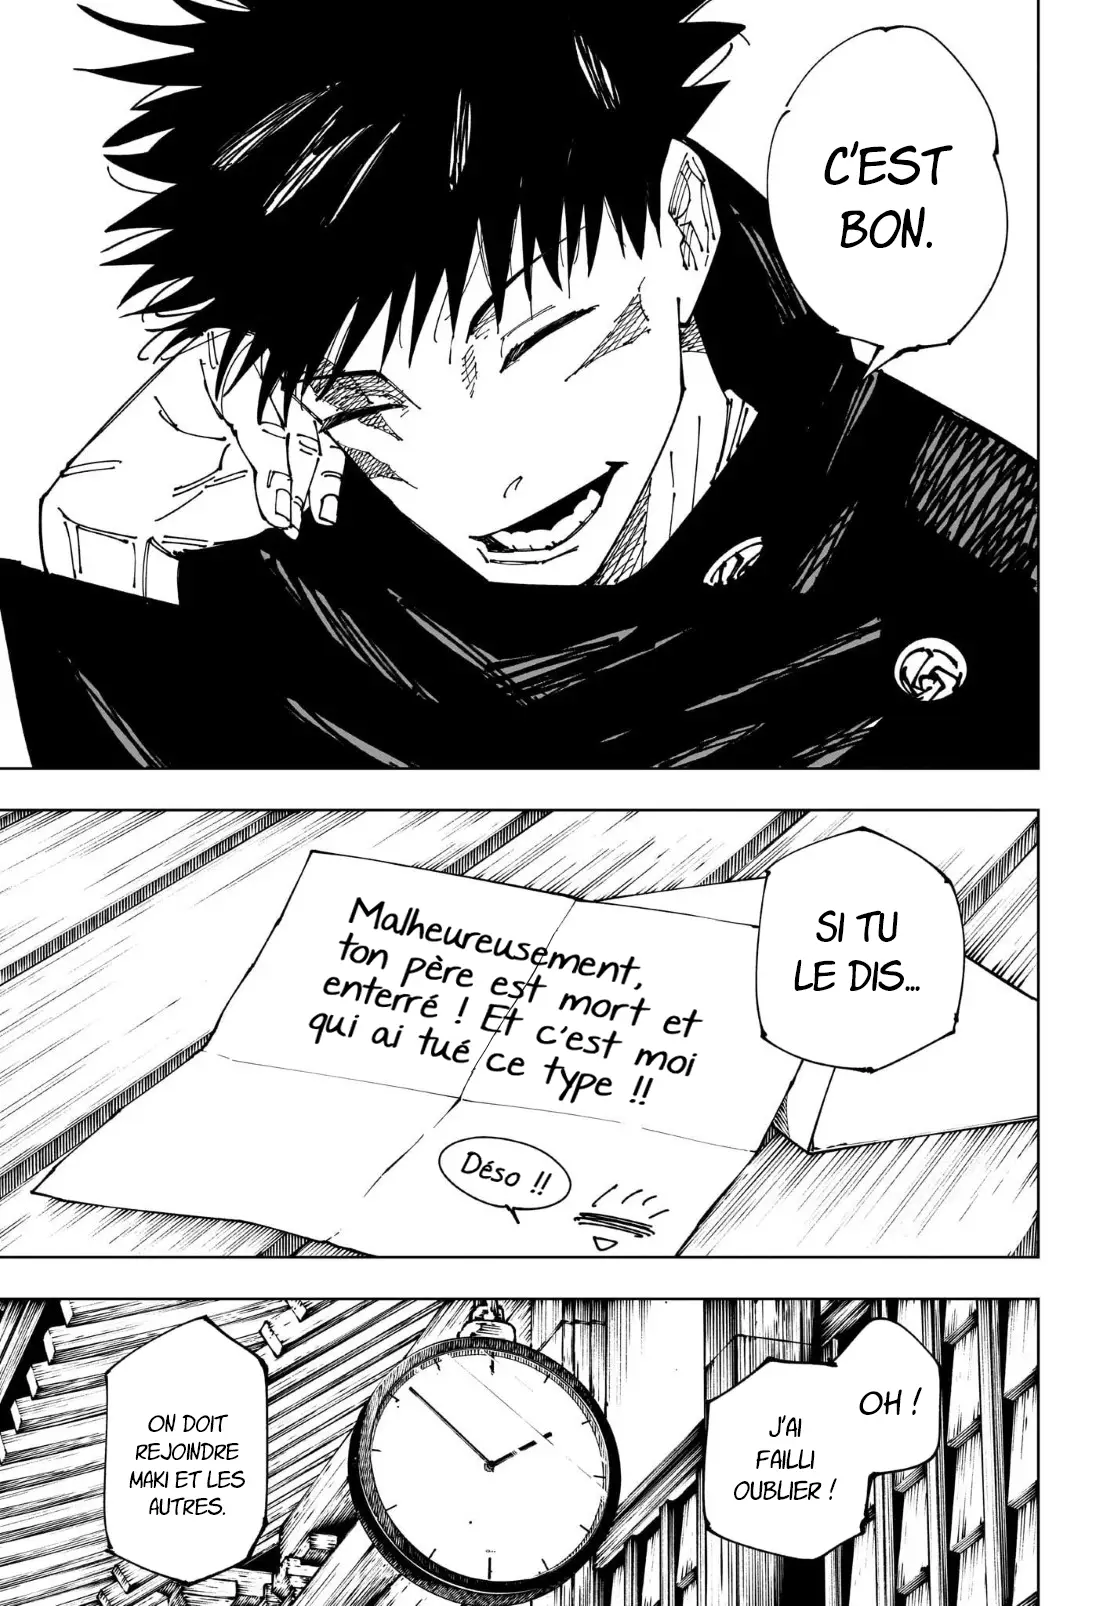 C'EST
BON.
SI TU
LE DIS...
Malheureusement,
ton père est mort et
enterré ! Et c'est moi
qui ai tué ce type !!
Déso !!
OH !
J'AI
FAILLI
OUBLIER !
ON DOIT
REJOINDRE
MAKI ET LES
AUTRES.